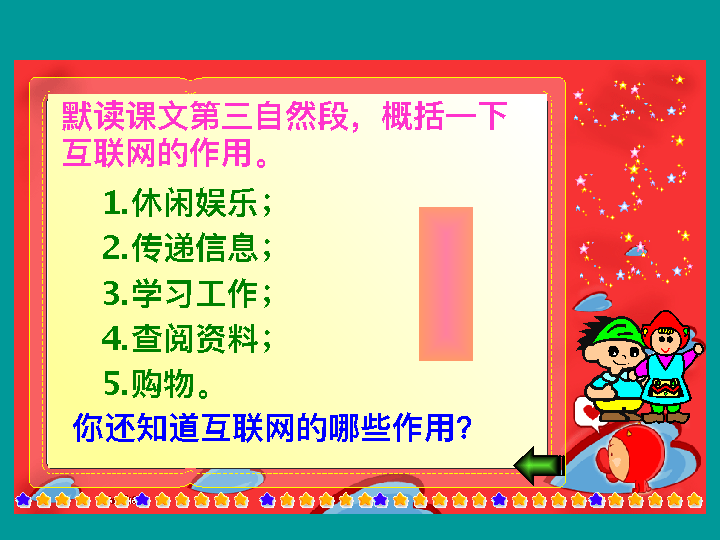 默读课文第三自然段，概括一下
互联网的作用。
1.休闲娱乐；
2.传递信息；
3.学习工作；
4.查阅资料；
5.购物。
你还知道互联网的哪些作用？